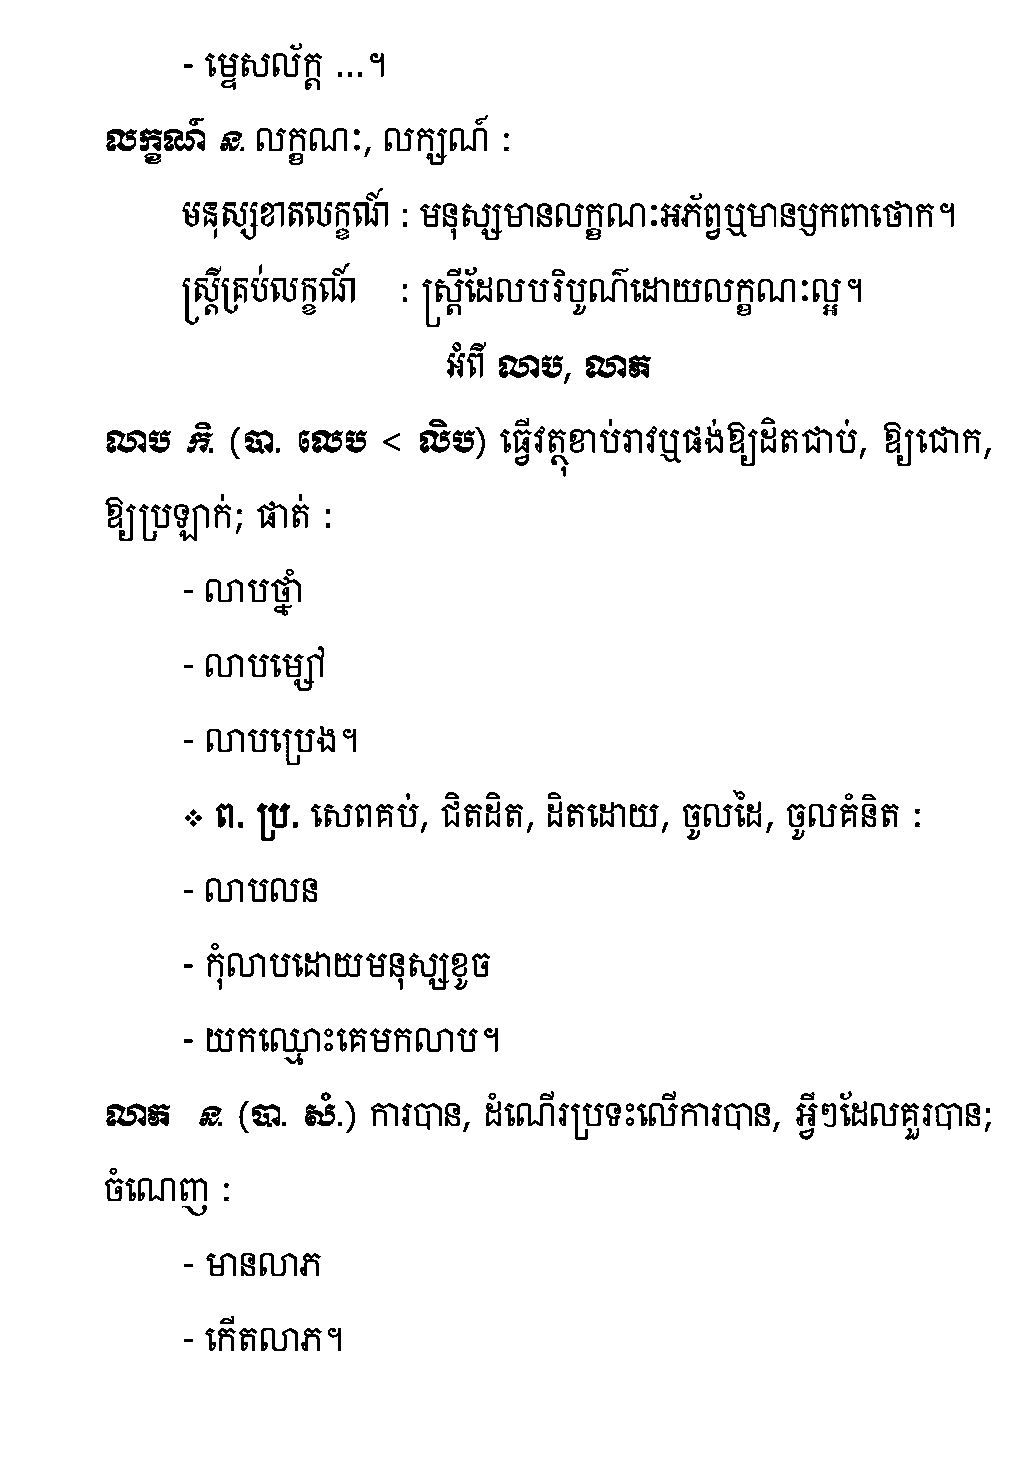 - ម្ទេសល័ក្ត ...។
លក្ខណ៍ ន. លក្ខណៈ, លក្សណ៍ :
មនុស្សខាតលក្ខណ៍ : មនុស្សមានលក្ខណៈអភ័ព្វឬមានឫកពាថោក។
ស្ត្រីគ្រប់លក្ខណ៍ : ស្ត្រីដែលបរិបូណ៌ដោយលក្ខណៈល្អ។
អំពី លាប, លាភ
លាប កិ. (បា. លេប < លិប) ធ្វើវត្ថុខាប់រាវឬផង់ឱ្យដិតជាប់, ឱ្យជោក,
ឱ្យប្រឡាក់; ផាត់ :
- លាបថ្នាំ
- លាបម្សៅ
- លាបប្រេង។
❖ ព. ប្រ. សេពគប់, ជិតដិត, ដិតដោយ, ចូលដៃ, ចូលគំនិត :
- លាបលន
- កុំលាបដោយមនុស្សខូច
- យកឈ្មោះគេមកលាប។
លាភ ន. (បា. សំ.) ការបាន, ដំណើរប្រទះលើការបាន, អ្វីៗដែលគួរបាន;
ចំណេញ :
- មានលាភ
- កើតលាភ។